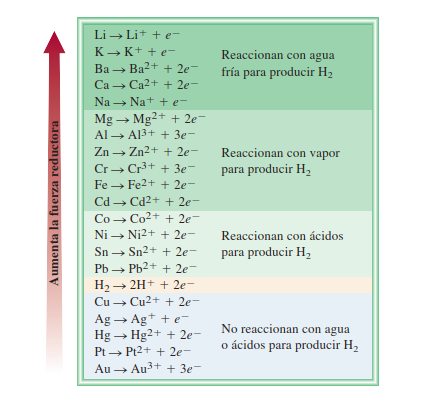 Aumenta la fuerza reductora
Li → Li⁺ + e⁻
K → K⁺ + e⁻
Ba → Ba²⁺ + 2e⁻
Ca → Ca²⁺ + 2e⁻
Na → Na⁺ + e⁻
Reaccionan con agua
fría para producir H₂
Mg → Mg²⁺ + 2e⁻
Al → Al³⁺ + 3e⁻
Zn → Zn²⁺ + 2e⁻
Cr → Cr³⁺ + 3e⁻
Fe → Fe²⁺ + 2e⁻
Cd → Cd²⁺ + 2e⁻
Reaccionan con vapor
para producir H₂
Co → Co²⁺ + 2e⁻
Ni → Ni²⁺ + 2e⁻
Sn → Sn²⁺ + 2e⁻
Pb → Pb²⁺ + 2e⁻
Reaccionan con ácidos
para producir H₂
H₂ → 2H⁺ + 2e⁻
Cu → Cu²⁺ + 2e⁻
Ag → Ag⁺ + e⁻
Hg → Hg²⁺ + 2e⁻
Pt → Pt²⁺ + 2e⁻
Au → Au³⁺ + 3e⁻
No reaccionan con agua
o ácidos para producir H₂